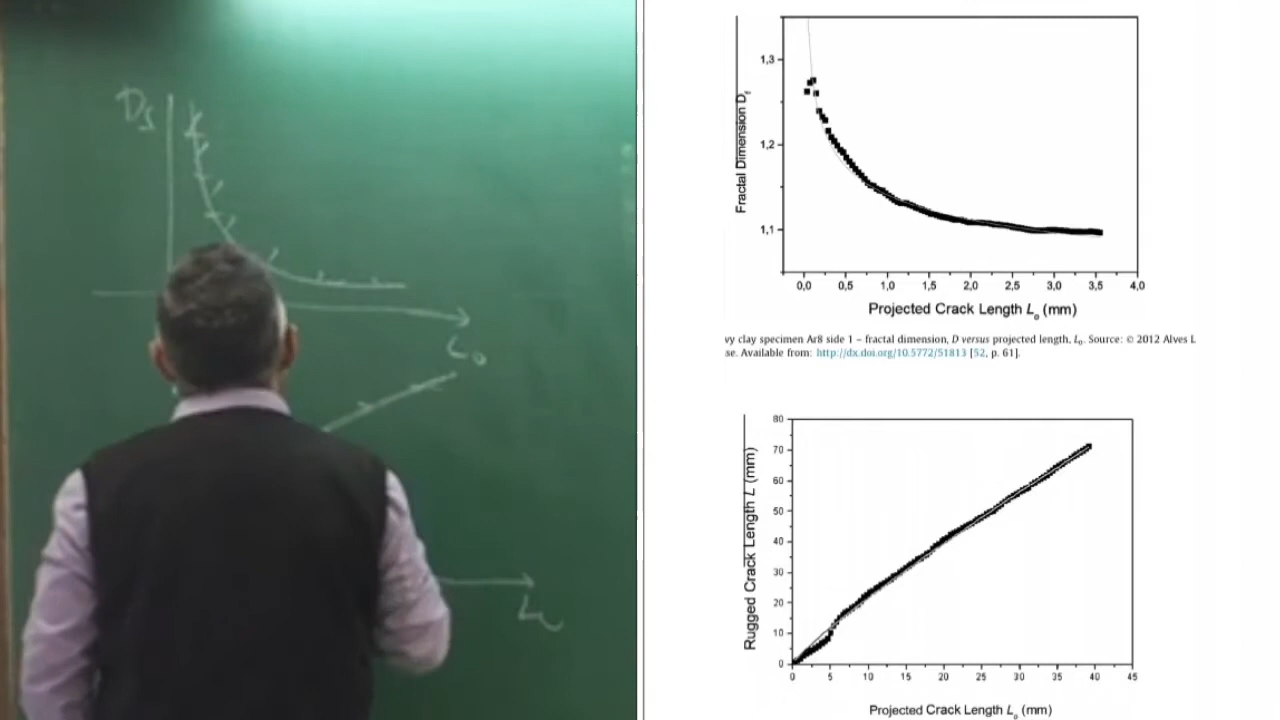 Df
Lo
Lo
Fractal Dimension Df
1,3
1,2
1,1
0,0 0,5 1,0 1,5 2,0 2,5 3,0 3,5 4,0
Projected Crack Length Lo (mm)
vy clay specimen Ar8 side 1 – fractal dimension, D versus projected length, L0. Source: © 2012 Alves L
se. Available from: http://dx.doi.org/10.5772/51813 [52, p. 61].
Rugged Crack Length L (mm)
80
70
60
50
40
30
20
10
0
0 5 10 15 20 25 30 35 40 45
Projected Crack Length Lo (mm)